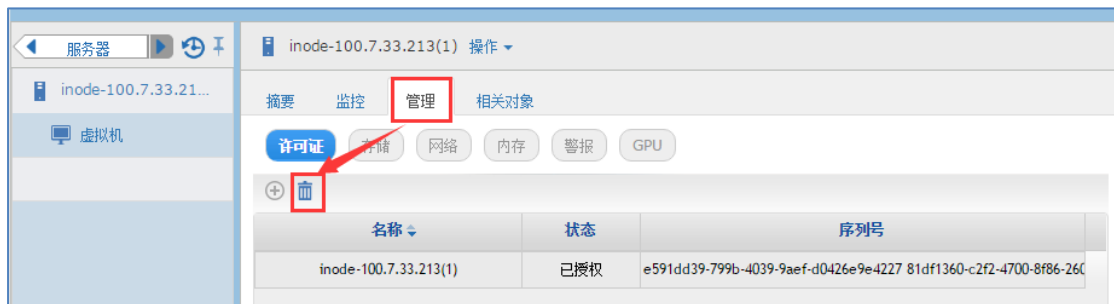 服务器
inode-100.7.33.21...
虚拟机
inode-100.7.33.213(1) 操作
摘要 监控 管理 相关对象
许可证 存储 网络 内存 警报 GPU
名称 状态 序列号
inode-100.7.33.213(1) 已授权 e591dd39-799b-4039-9aef-d0426e9e4227 81df1360-c2f2-4700-8f86-260